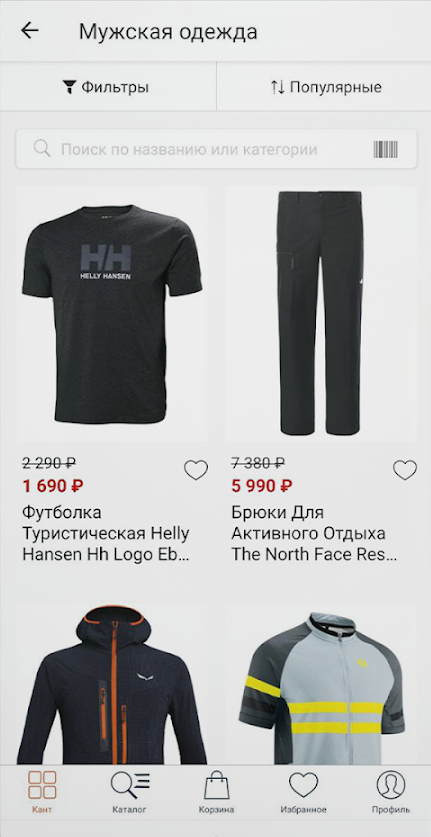 Мужская одежда
Фильтры
Популярные
Поиск по названию или категории
HH
HELLY HANSEN
2 290 ₽
7 380 ₽
1 690 ₽
5 990 ₽
Футболка
Туристическая Helly
Hansen Hh Logo Eb...
Брюки Для
Активного Отдыха
The North Face Res...
Кант
Каталог
Корзина
Избранное
Профиль